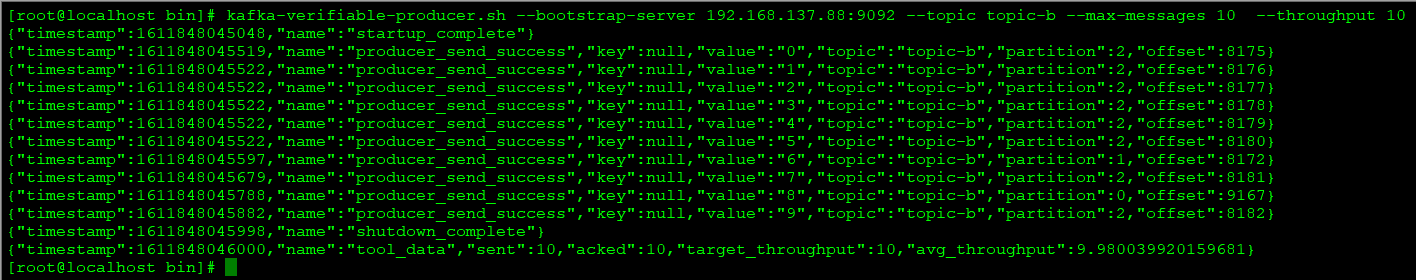 [root@localhost bin]# kafka-verifiable-producer.sh --bootstrap-server 192.168.137.88:9092 --topic topic-b --max-messages 10  --throughput 10
{"timestamp":1611848045048,"name":"startup_complete"}
{"timestamp":1611848045519,"name":"producer_send_success","key":null,"value":"0","topic":"topic-b","partition":2,"offset":8175}
{"timestamp":1611848045522,"name":"producer_send_success","key":null,"value":"1","topic":"topic-b","partition":2,"offset":8176}
{"timestamp":1611848045522,"name":"producer_send_success","key":null,"value":"2","topic":"topic-b","partition":2,"offset":8177}
{"timestamp":1611848045522,"name":"producer_send_success","key":null,"value":"3","topic":"topic-b","partition":2,"offset":8178}
{"timestamp":1611848045522,"name":"producer_send_success","key":null,"value":"4","topic":"topic-b","partition":2,"offset":8179}
{"timestamp":1611848045522,"name":"producer_send_success","key":null,"value":"5","topic":"topic-b","partition":2,"offset":8180}
{"timestamp":1611848045597,"name":"producer_send_success","key":null,"value":"6","topic":"topic-b","partition":1,"offset":8172}
{"timestamp":1611848045679,"name":"producer_send_success","key":null,"value":"7","topic":"topic-b","partition":2,"offset":8181}
{"timestamp":1611848045788,"name":"producer_send_success","key":null,"value":"8","topic":"topic-b","partition":0,"offset":9167}
{"timestamp":1611848045882,"name":"producer_send_success","key":null,"value":"9","topic":"topic-b","partition":2,"offset":8182}
{"timestamp":1611848045998,"name":"shutdown_complete"}
{"timestamp":1611848046000,"name":"tool_data","sent":10,"acked":10,"target_throughput":10,"avg_throughput":9.980039920159681}
[root@localhost bin]#